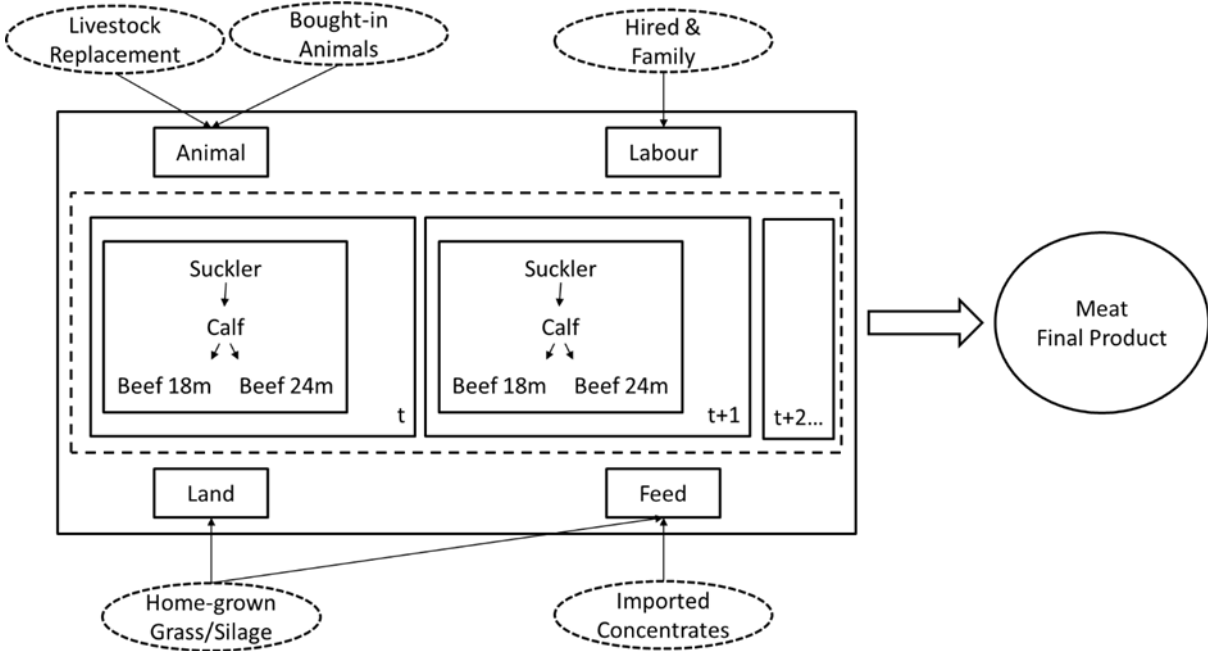 Livestock
Replacement
Bought-in
Animals
Hired &
Family
Animal
Labour
Suckler
Calf
Beef 18m
Beef 24m
t
Suckler
Calf
Beef 18m
Beef 24m
t+1
t+2...
Meat
Final Product
Land
Feed
Home-grown
Grass/Silage
Imported
Concentrates